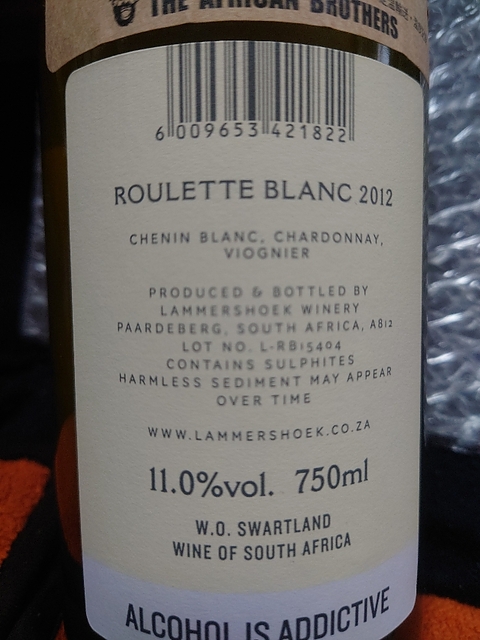 THE AFRICAN BROTHERS
6 009653 421822
ROULETTE BLANC 2012
CHENIN BLANC, CHARDONNAY,
VIOGNIER
PRODUCED & BOTTLED BY
LAMMERSHOEK WINERY
PAARDEBERG, SOUTH AFRICA, A812
LOT NO. L-RB15404
CONTAINS SULPHITES
HARMLESS SEDIMENT MAY APPEAR
OVER TIME
WWW.LAMMERSHOEK.CO.ZA
11.0%vol. 750ml
W.O. SWARTLAND
WINE OF SOUTH AFRICA
ALCOHOL IS ADDICTIVE